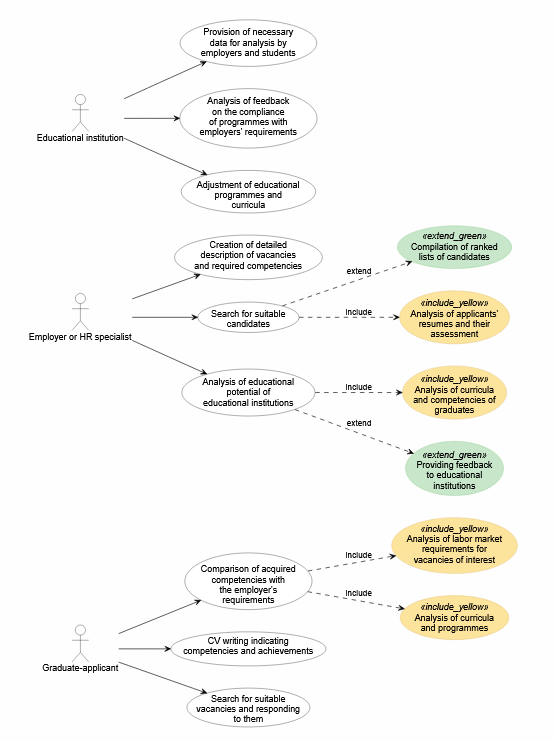 Provision of necessary
data for analysis by
employers and students
Analysis of feedback
on the compliance
of programmes with
employers' requirements
Educational institution
Adjustment of educational
programmes and
curricula
Creation of detailed
description of vacancies
and required competencies
«extend_green»
Compilation of ranked
lists of candidates
extend
Search for suitable
candidates
include
«include_yellow»
Analysis of applicants'
resumes and their
assessment
Employer or HR specialist
Analysis of educational
potential of
educational institutions
include
«include_yellow»
Analysis of curricula
and competencies of
graduates
extend
«extend_green»
Providing feedback
to educational
institutions
«include_yellow»
Analysis of labor market
requirements for
vacancies of interest
include
Comparison of acquired
competencies with
the employer's
requirements
include
«include_yellow»
Analysis of curricula
and programmes
CV writing indicating
competencies and achievements
Graduate-applicant
Search for suitable
vacancies and responding
to them